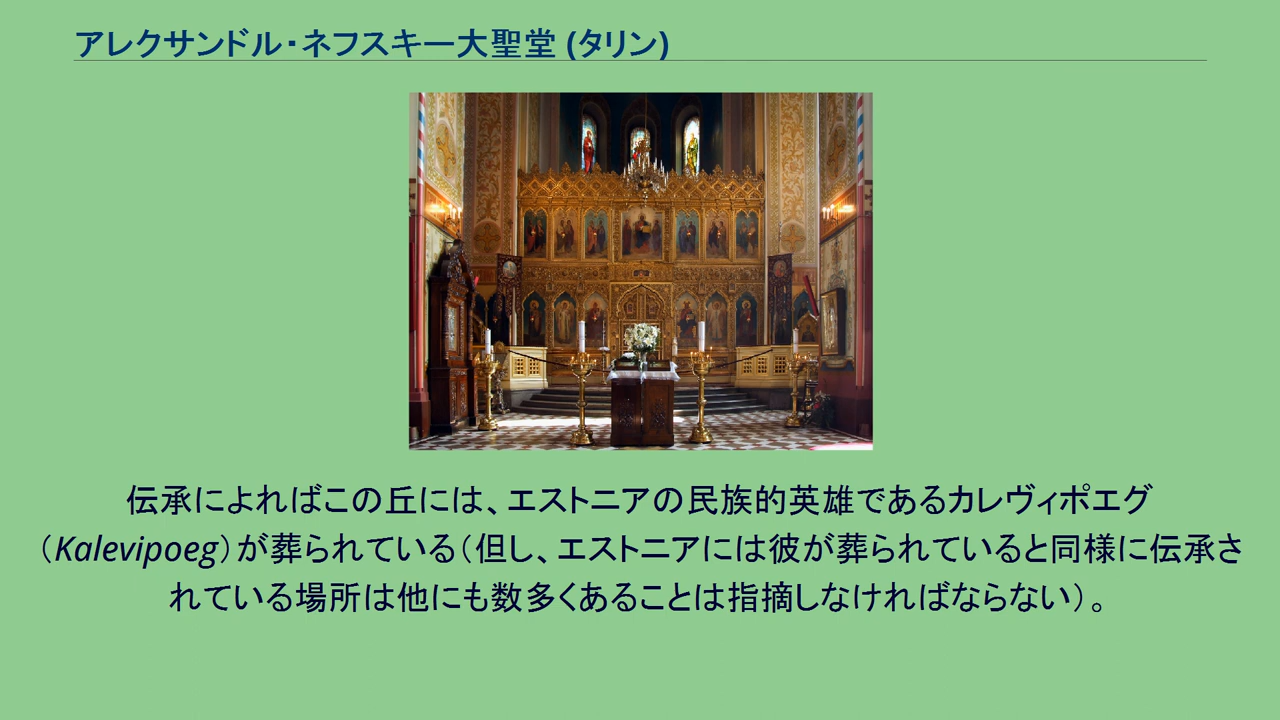 アレクサンドル・ネフスキー大聖堂 (タリン)
伝承によればこの丘には、エストニアの民族的英雄であるカレヴィポエグ
（Kalevipoeg）が葬られている（但し、エストニアには彼が葬られていると同様に伝承さ
れている場所は他にも数多くあることは指摘しなければならない）。